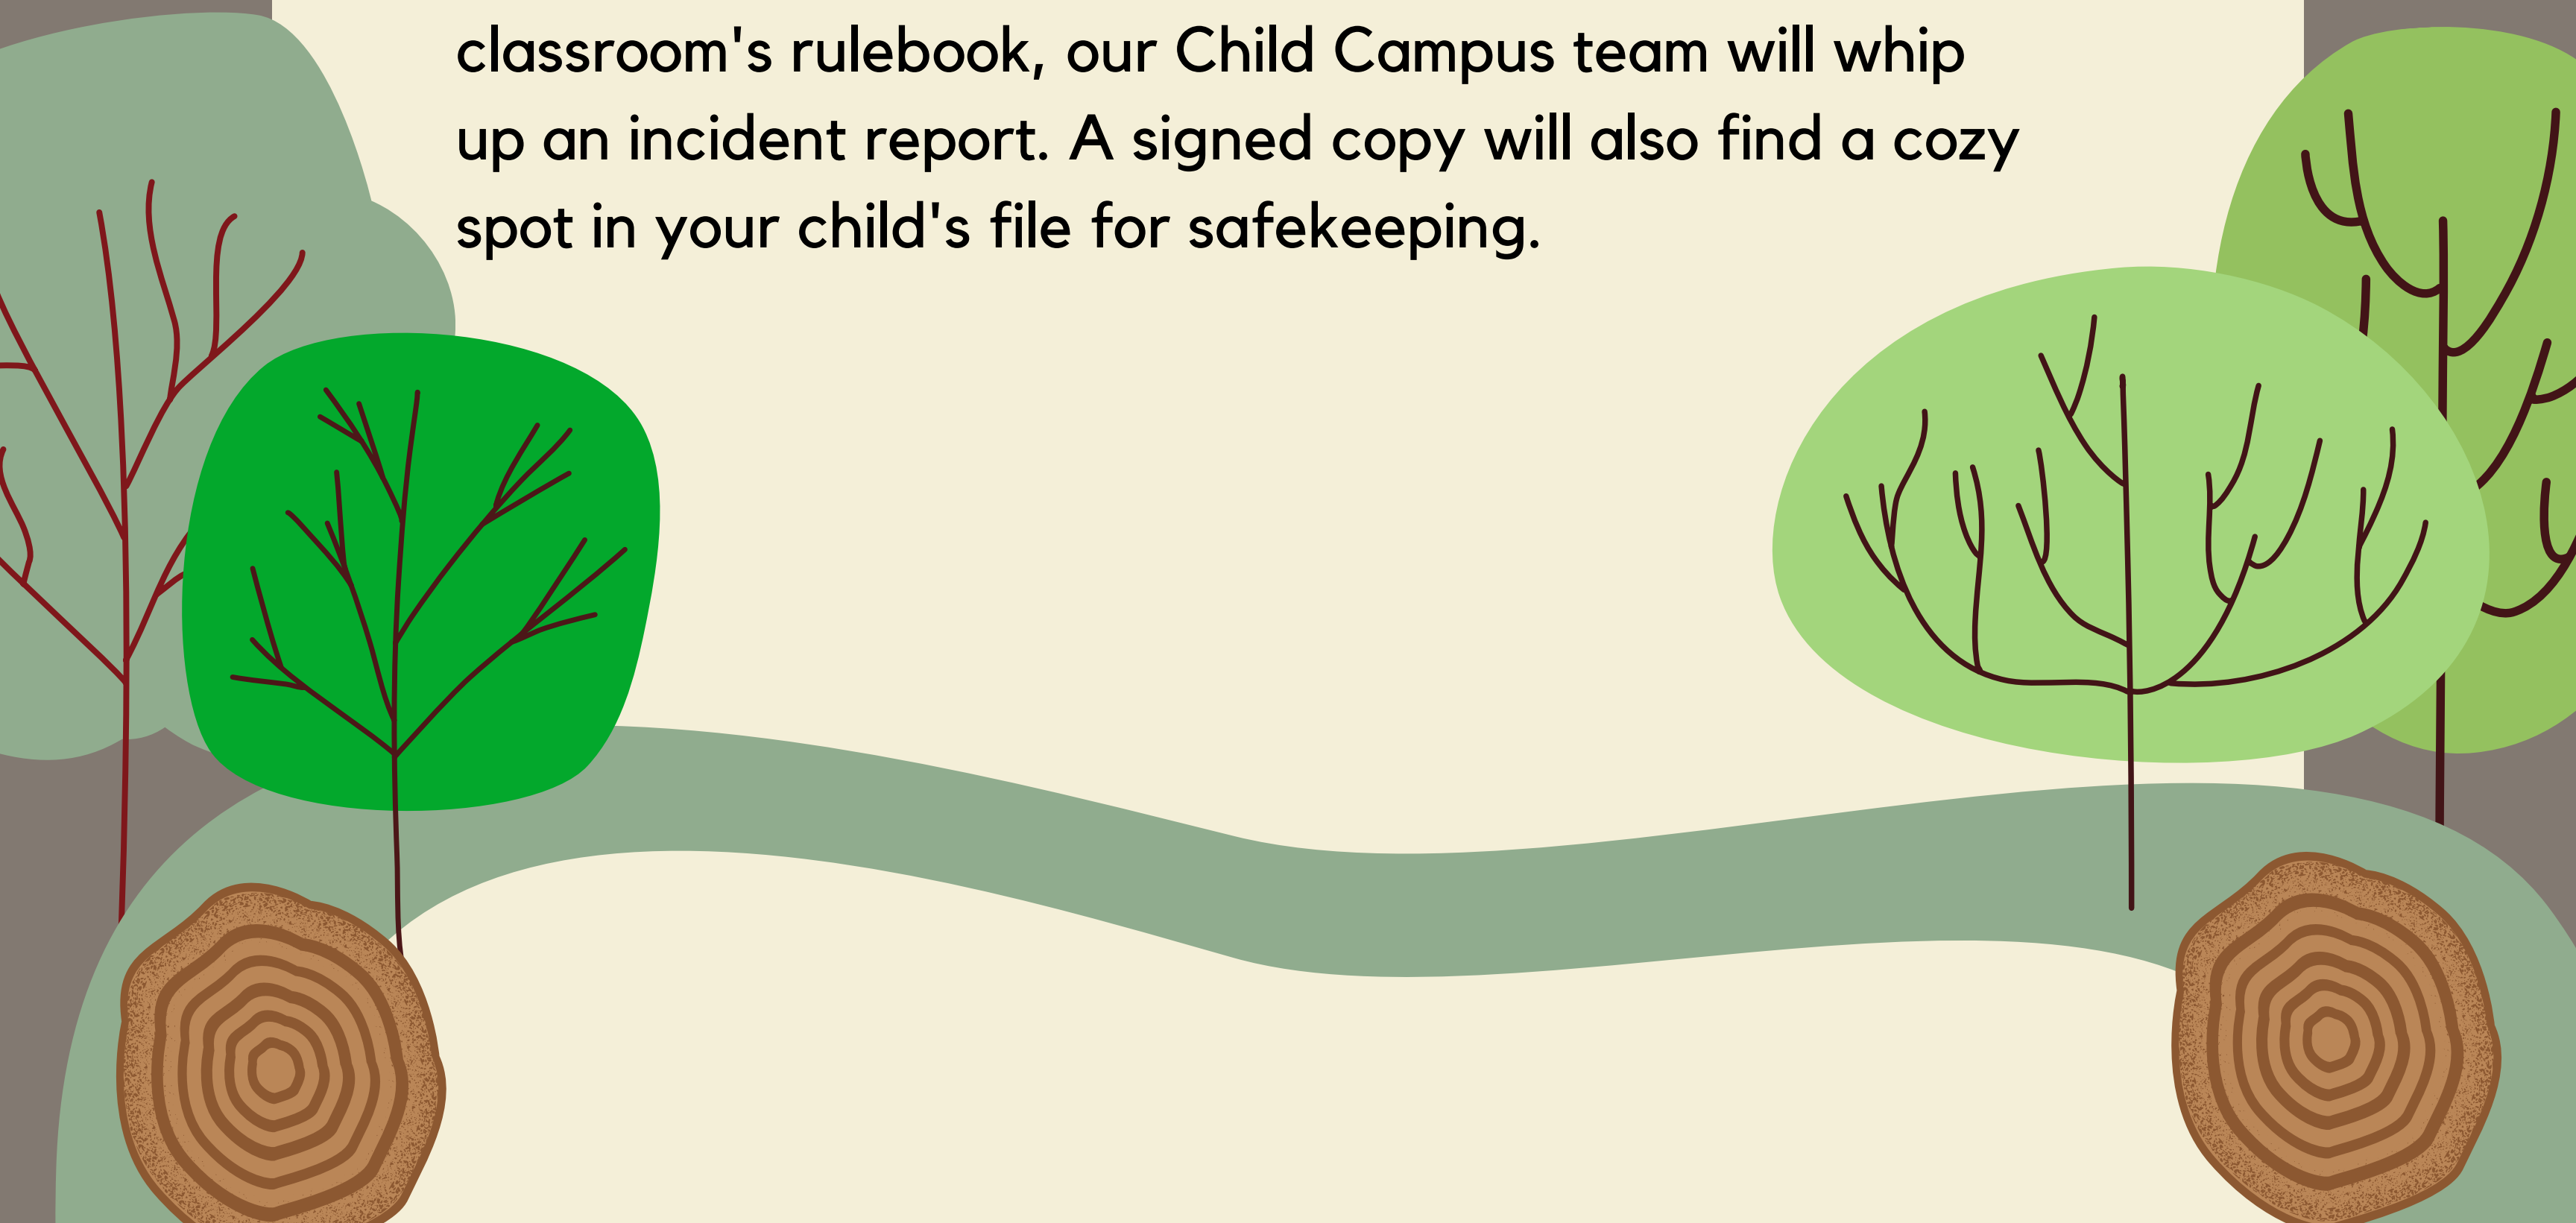 classroom's rulebook, our Child Campus team will whip
up an incident report. A signed copy will also find a cozy
spot in your child's file for safekeeping.